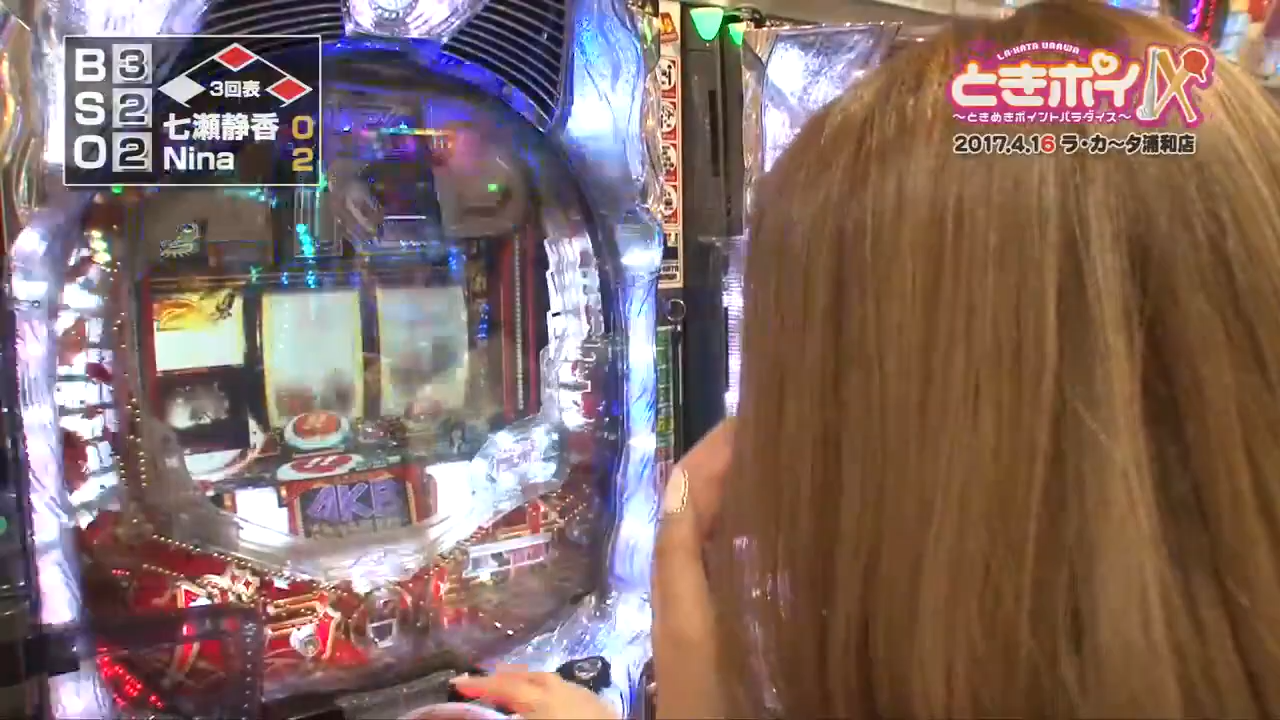 B 3
S 2
O 2
3回表
七瀬静香 0
Nina 2
LA・KATA URAWA
ときポイX
～ときめきポイントパラダイス～
2017.4.16 ラ・カ〜タ浦和店
AKB